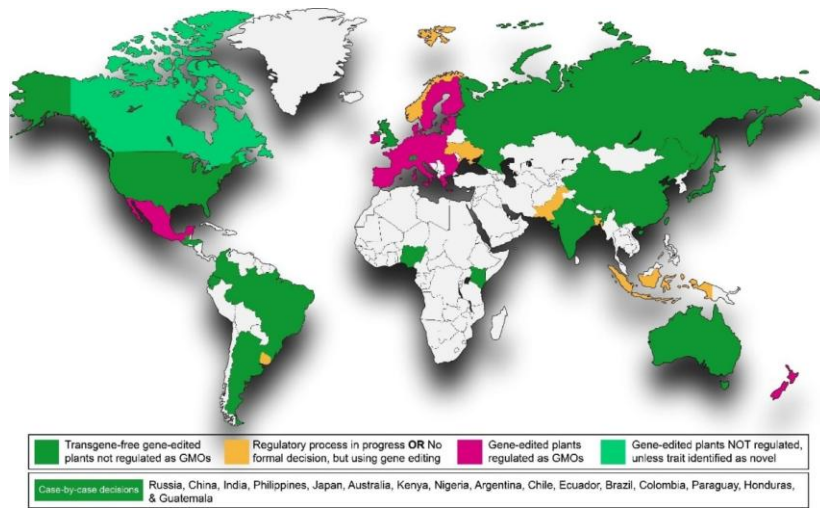 Transgene-free gene-edited
plants not regulated as GMOs
Regulatory process in progress OR No
formal decision, but using gene editing
Gene-edited plants
regulated as GMOs
Gene-edited plants NOT regulated,
unless trait identified as novel
Case-by-case decisions
Russia, China, India, Philippines, Japan, Australia, Kenya, Nigeria, Argentina, Chile, Ecuador, Brazil, Colombia, Paraguay, Honduras,
& Guatemala